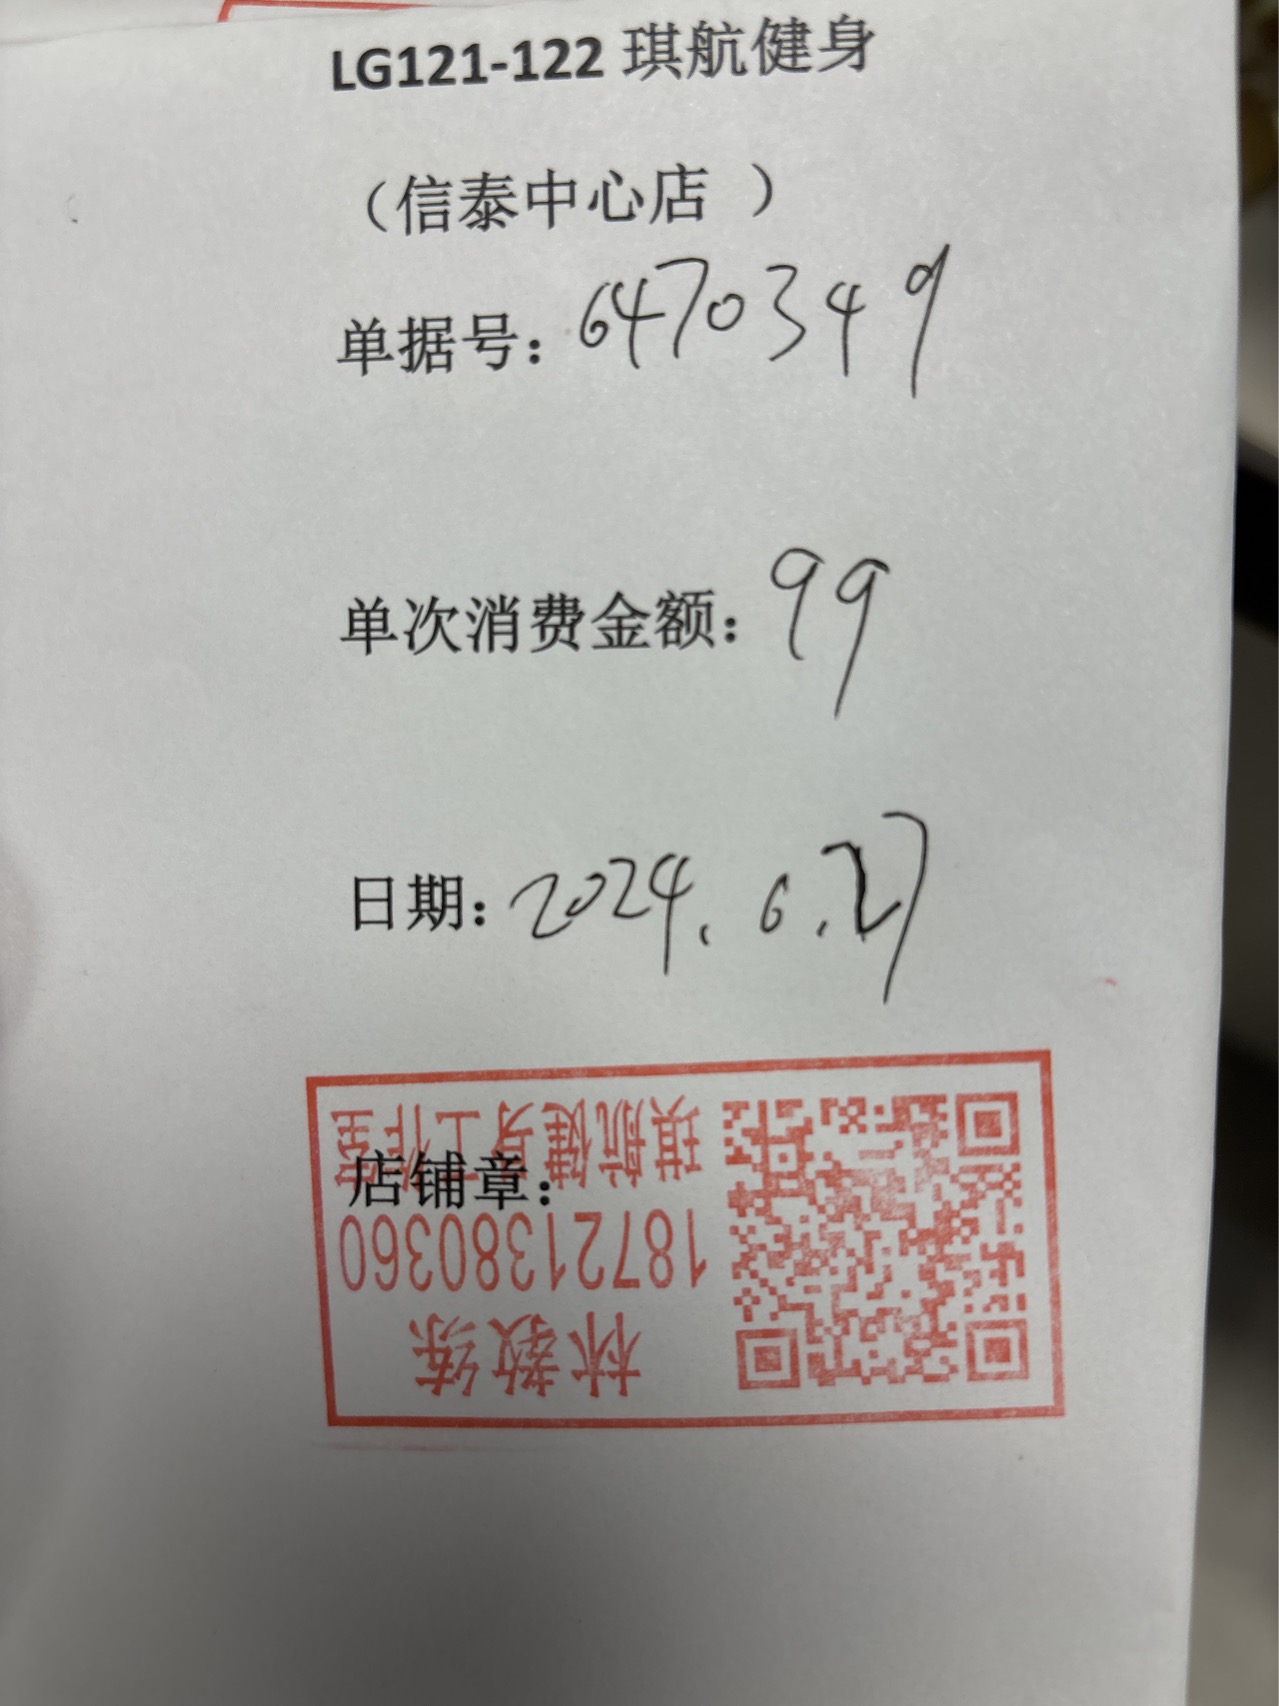 LG121-122 琪航健身
（信泰中心店 ）
单据号：6470349
单次消费金额：99
日期：2024.6.27
店铺章：
琪航健身工作室
18721380360
林教练